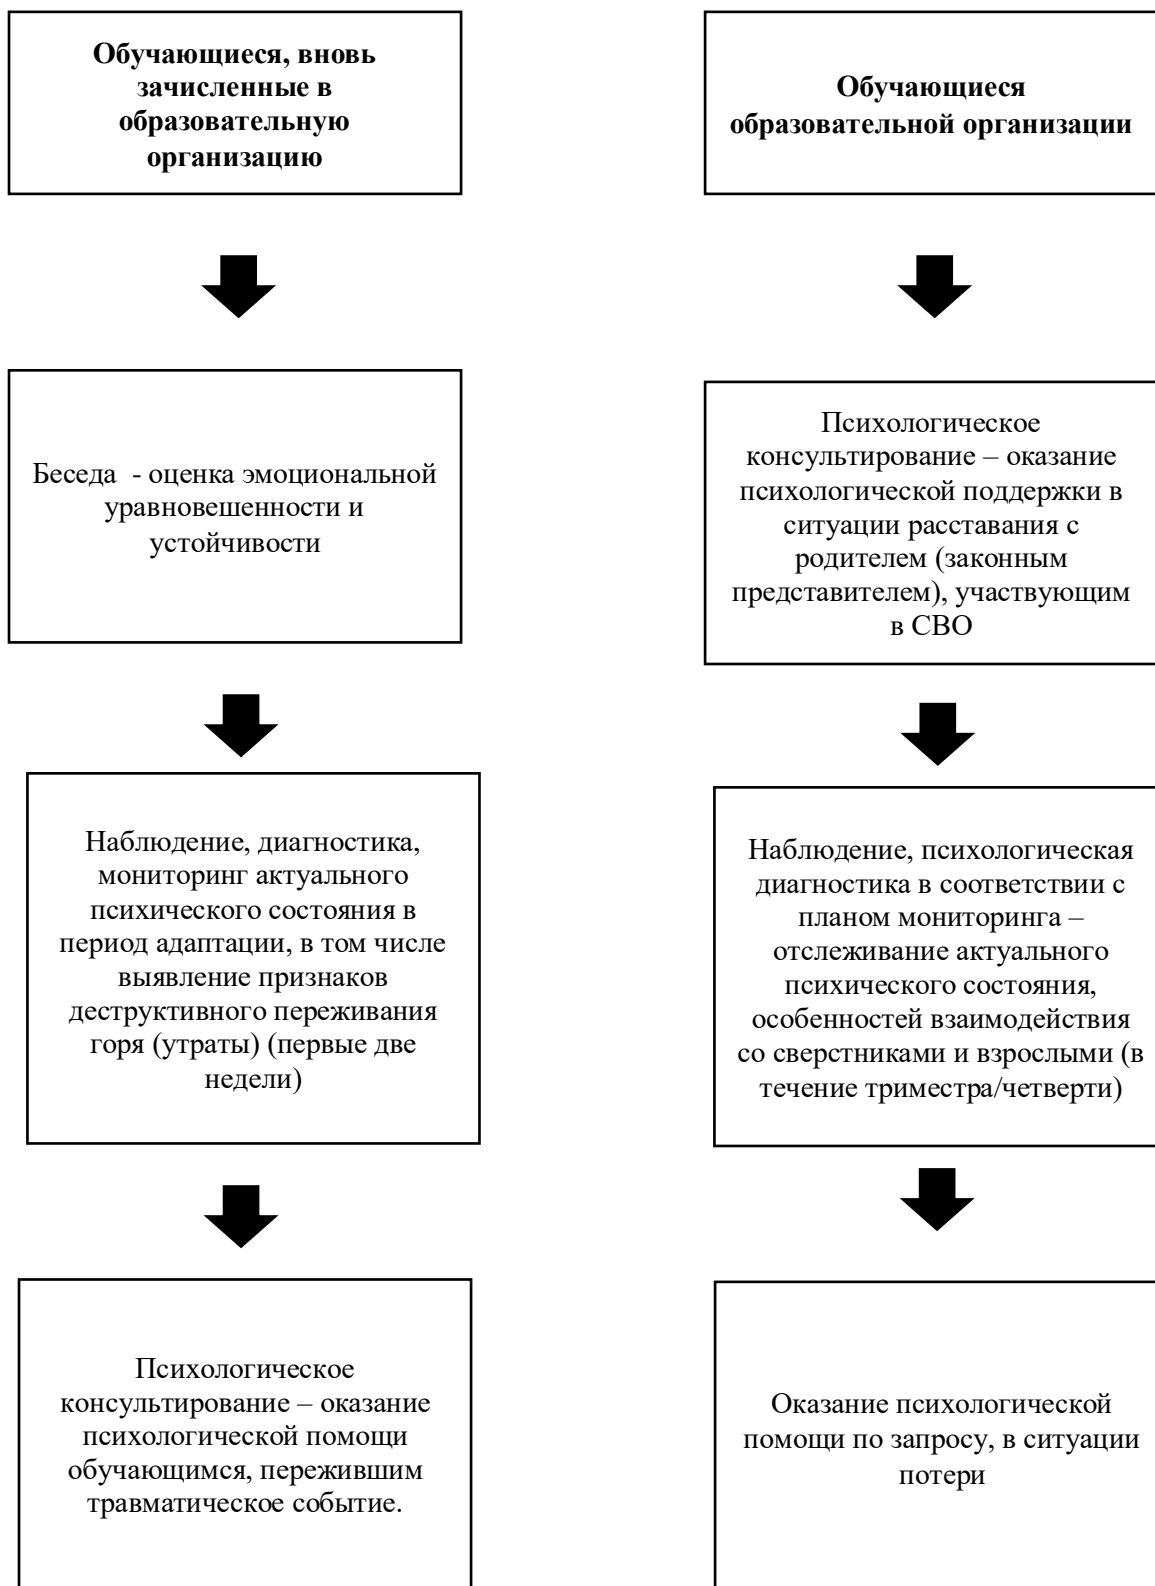 Обучающиеся, вновь
зачисленные в
образовательную
организацию
Обучающиеся
образовательной организации
Беседа  - оценка эмоциональной
уравновешенности и
устойчивости
Психологическое
консультирование – оказание
психологической поддержки в
ситуации расставания с
родителем (законным
представителем), участвующим
в СВО
Наблюдение, диагностика,
мониторинг актуального
психического состояния в
период адаптации, в том числе
выявление признаков
деструктивного переживания
горя (утраты) (первые две
недели)
Наблюдение, психологическая
диагностика в соответствии с
планом мониторинга –
отслеживание актуального
психического состояния,
особенностей взаимодействия
со сверстниками и взрослыми (в
течение триместра/четверти)
Психологическое
консультирование – оказание
психологической помощи
обучающимся, пережившим
травматическое событие.
Оказание психологической
помощи по запросу, в ситуации
потери